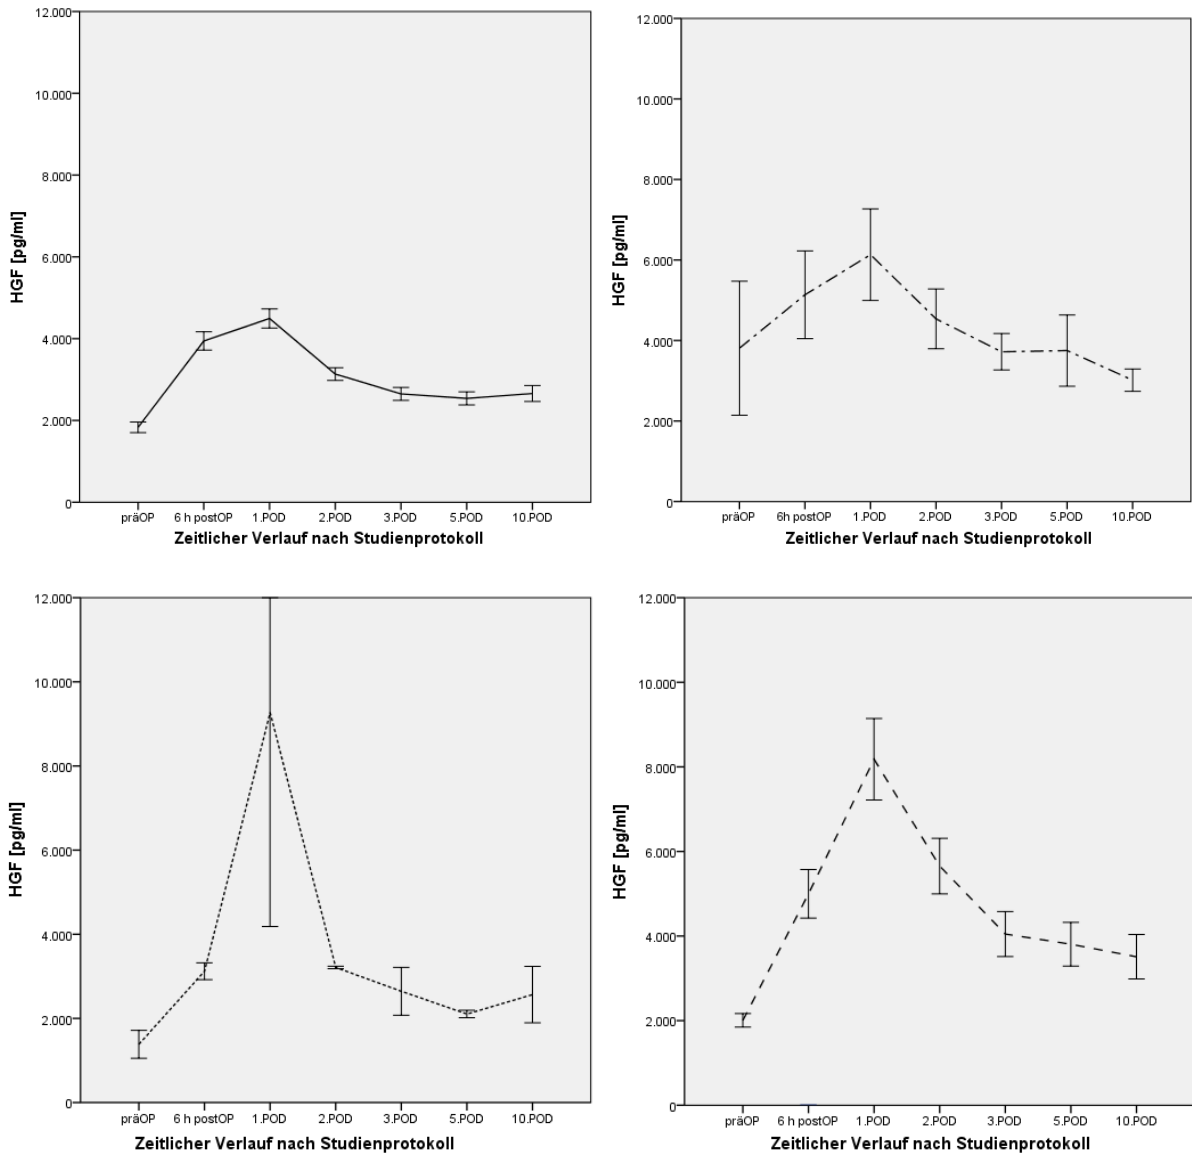 12.000
10.000
8.000
6.000
4.000
2.000
0
HGF [pg/ml]
präOP 6 h postOP 1.POD 2.POD 3.POD 5.POD 10.POD
Zeitlicher Verlauf nach Studienprotokoll
12.000
10.000
8.000
6.000
4.000
2.000
0
HGF [pg/ml]
präOP 6h postOP 1.POD 2.POD 3.POD 5.POD 10.POD
Zeitlicher Verlauf nach Studienprotokoll
12.000
10.000
8.000
6.000
4.000
2.000
0
HGF [pg/ml]
präOP 6 h postOP 1.POD 2.POD 3.POD 5.POD 10.POD
Zeitlicher Verlauf nach Studienprotokoll
12.000
10.000
8.000
6.000
4.000
2.000
0
HGF [pg/ml]
präOP 6 h postOP 1.POD 2.POD 3.POD 5.POD 10.POD
Zeitlicher Verlauf nach Studienprotokoll